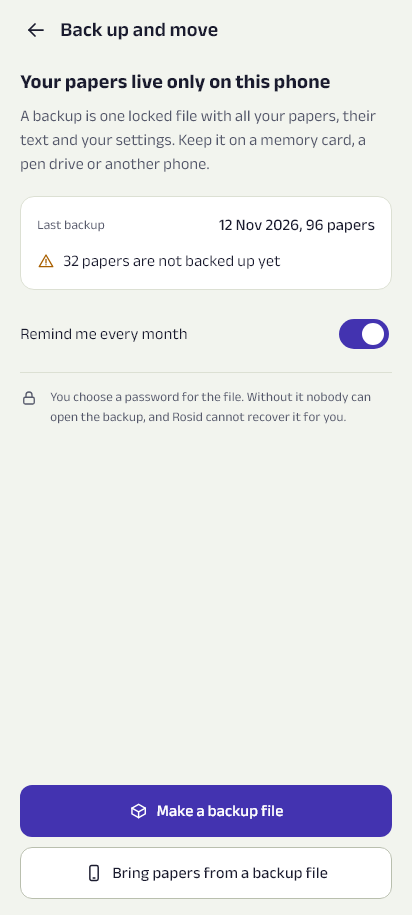 Back up and move
Your papers live only on this phone
A backup is one locked file with all your papers, their
text and your settings. Keep it on a memory card, a
pen drive or another phone.
Last backup 12 Nov 2026, 96 papers
32 papers are not backed up yet
Remind me every month
You choose a password for the file. Without it nobody can
open the backup, and Rosid cannot recover it for you.
Make a backup file
Bring papers from a backup file